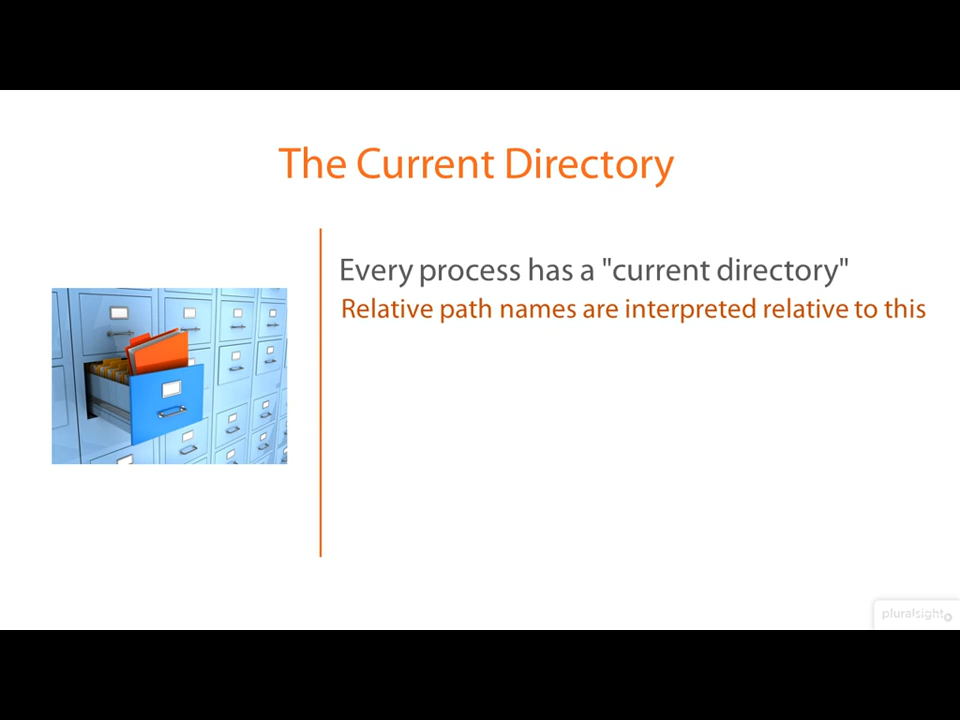 The Current Directory
Every process has a "current directory"
Relative path names are interpreted relative to this
pluralsight